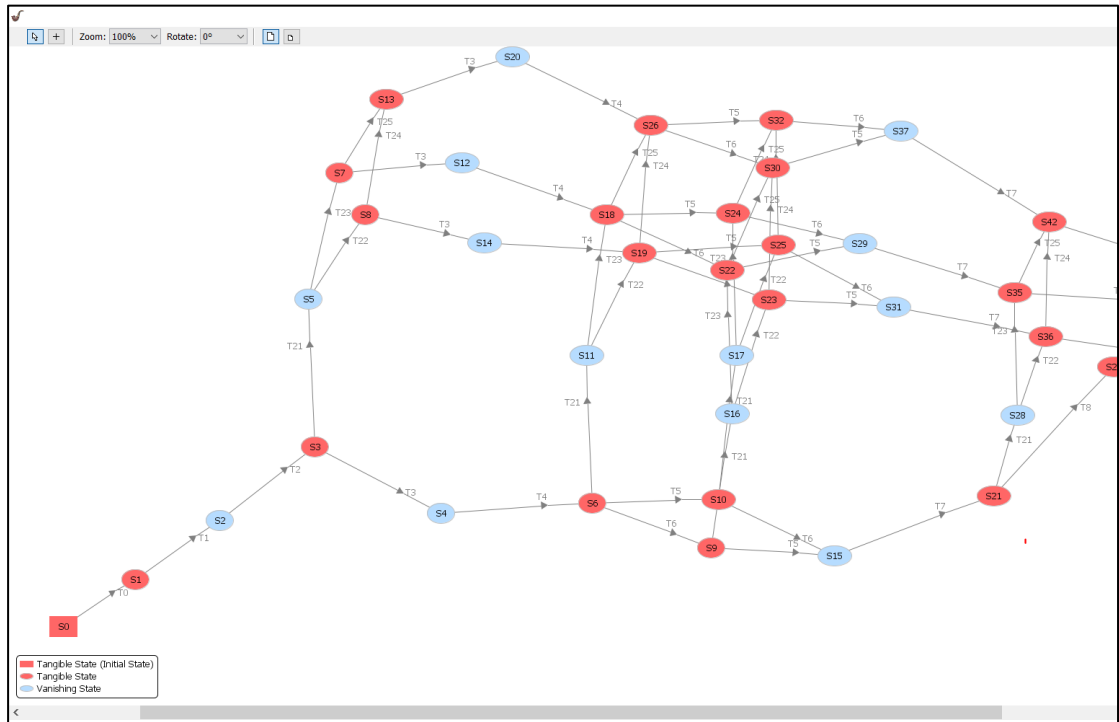 Zoom: 100% Rotate: 0°
S20
T3
S13
T4
T25
T24
S26
T5
S32
T6
S37
T5
T6
T25
S30
T25
T24
S7
T3
S12
T4
S8
T3
S14
T4
T23
T22
S18
T5
S24
T6
S29
T5
T7
S42
T25
T24
S19
T6
T5
S25
T24
T25
T23
S22
T22
T6
S23
T5
S31
T7
S35
T23
S36
T22
S5
T21
T23
T22
S11
T21
T23
T22
S17
T21
S16
T21
S28
T21
T8
S3
T2
T3
S2
T1
S4
T4
S6
T5
S10
T6
T6
S9
T5
S15
T7
S21
S1
T0
S0
Tangible State (Initial State)
Tangible State
Vanishing State